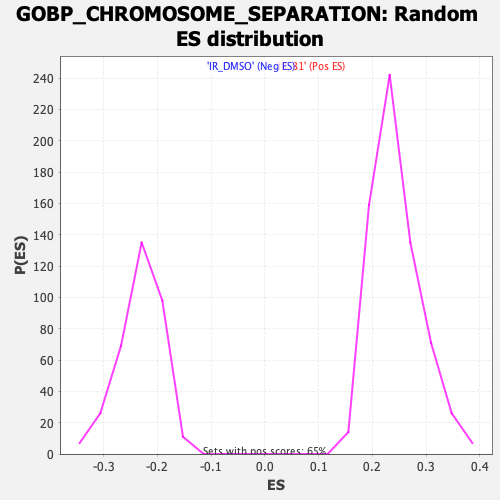 GOBP_CHROMOSOME_SEPARATION: Random
ES distribution
'IR_DMSO' (Neg ES) 31' (Pos ES)
240
220
200
180
160
140
120
100
80
60
40
20
0
P(ES)
Sets with pos scores: 65%
-0.3 -0.2 -0.1 0.0 0.1 0.2 0.3 0.4
ES